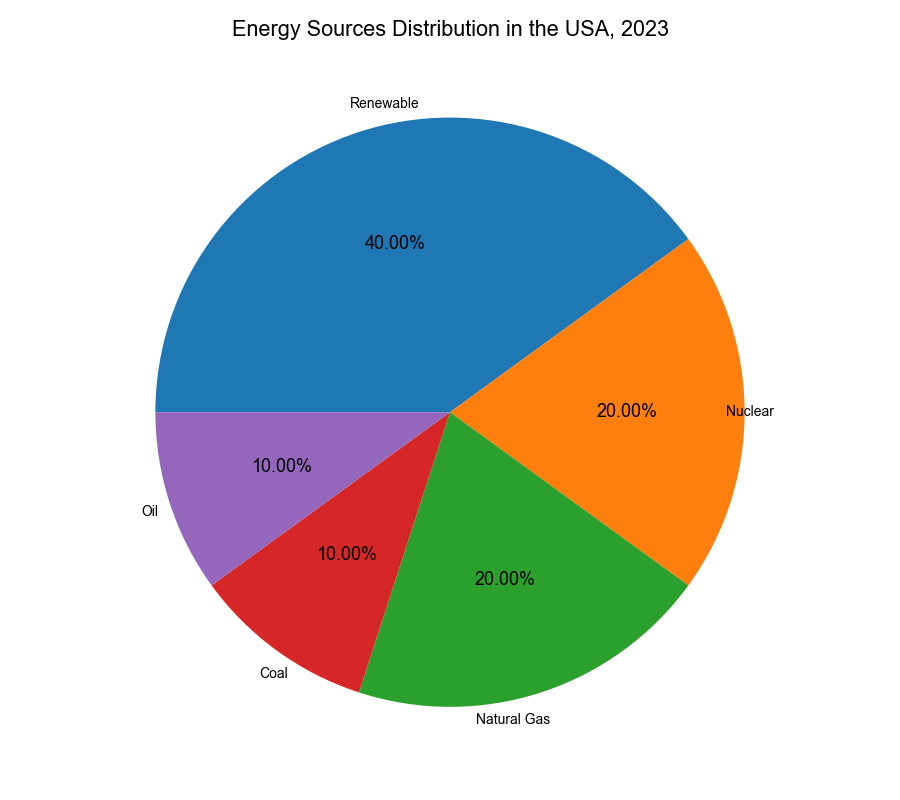 Energy Sources Distribution in the USA, 2023
Renewable
40.00%
20.00%
Nuclear
10.00%
Oil
10.00%
20.00%
Coal
Natural Gas